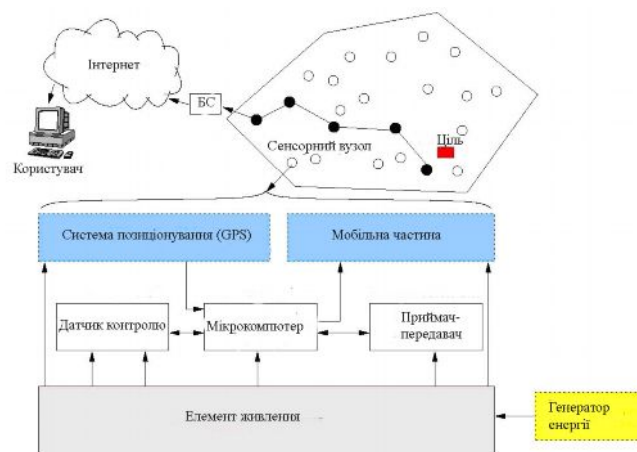 Інтернет
БС
Ціль
Сенсорний вузол
Користувач
Система позиціонування (GPS)
Мобільна частина
Датчик контролю
Мікрокомпютер
Приймач-
передавач
Елемент живлення
Генератор
енергії